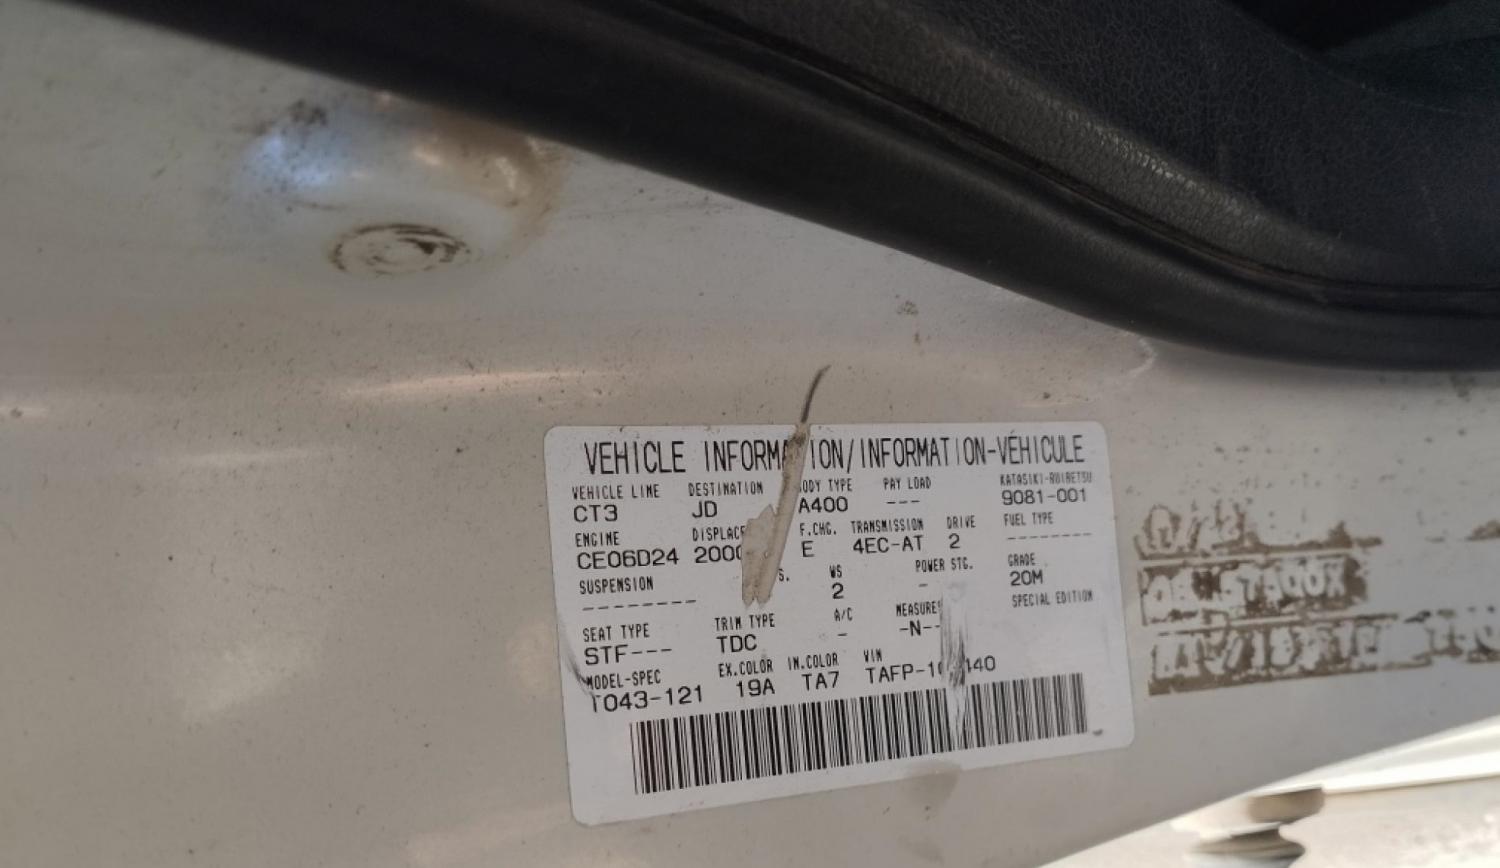 VEHICLE INFORMATION/INFORMATION-VÉHICULE
VEHICLE LINE DESTINATION BODY TYPE PAY LOAD KATASIKI-RUIBETSU
CT3 JD A400 --- 9081-001
ENGINE F.CHG. TRANSMISSION DRIVE FUEL TYPE
CE06D24 E 4EC-AT 2 --------
SUSPENSION WS POWER STG. GRADE
-------- 2 - 20M
SEAT TYPE TRIM TYPE A/C SPECIAL EDITION
STF--- TDC - -N--
MODEL-SPEC EX.COLOR IN.COLOR VIN
T043-121 19A TA7